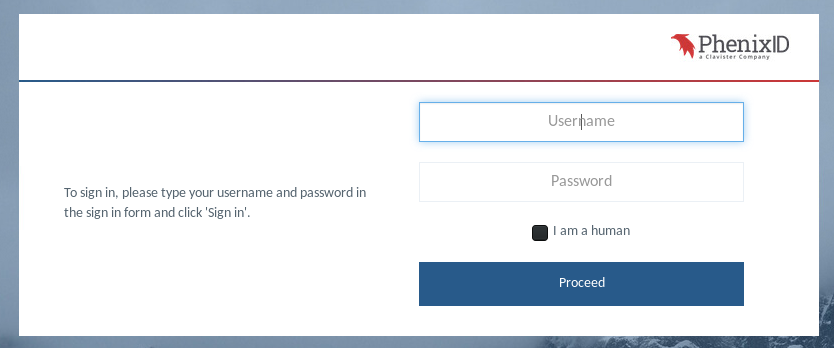 PhenixID
a Clavister Company
Username
Password
To sign in, please type your username and password in
the sign in form and click 'Sign in'.
I am a human
Proceed